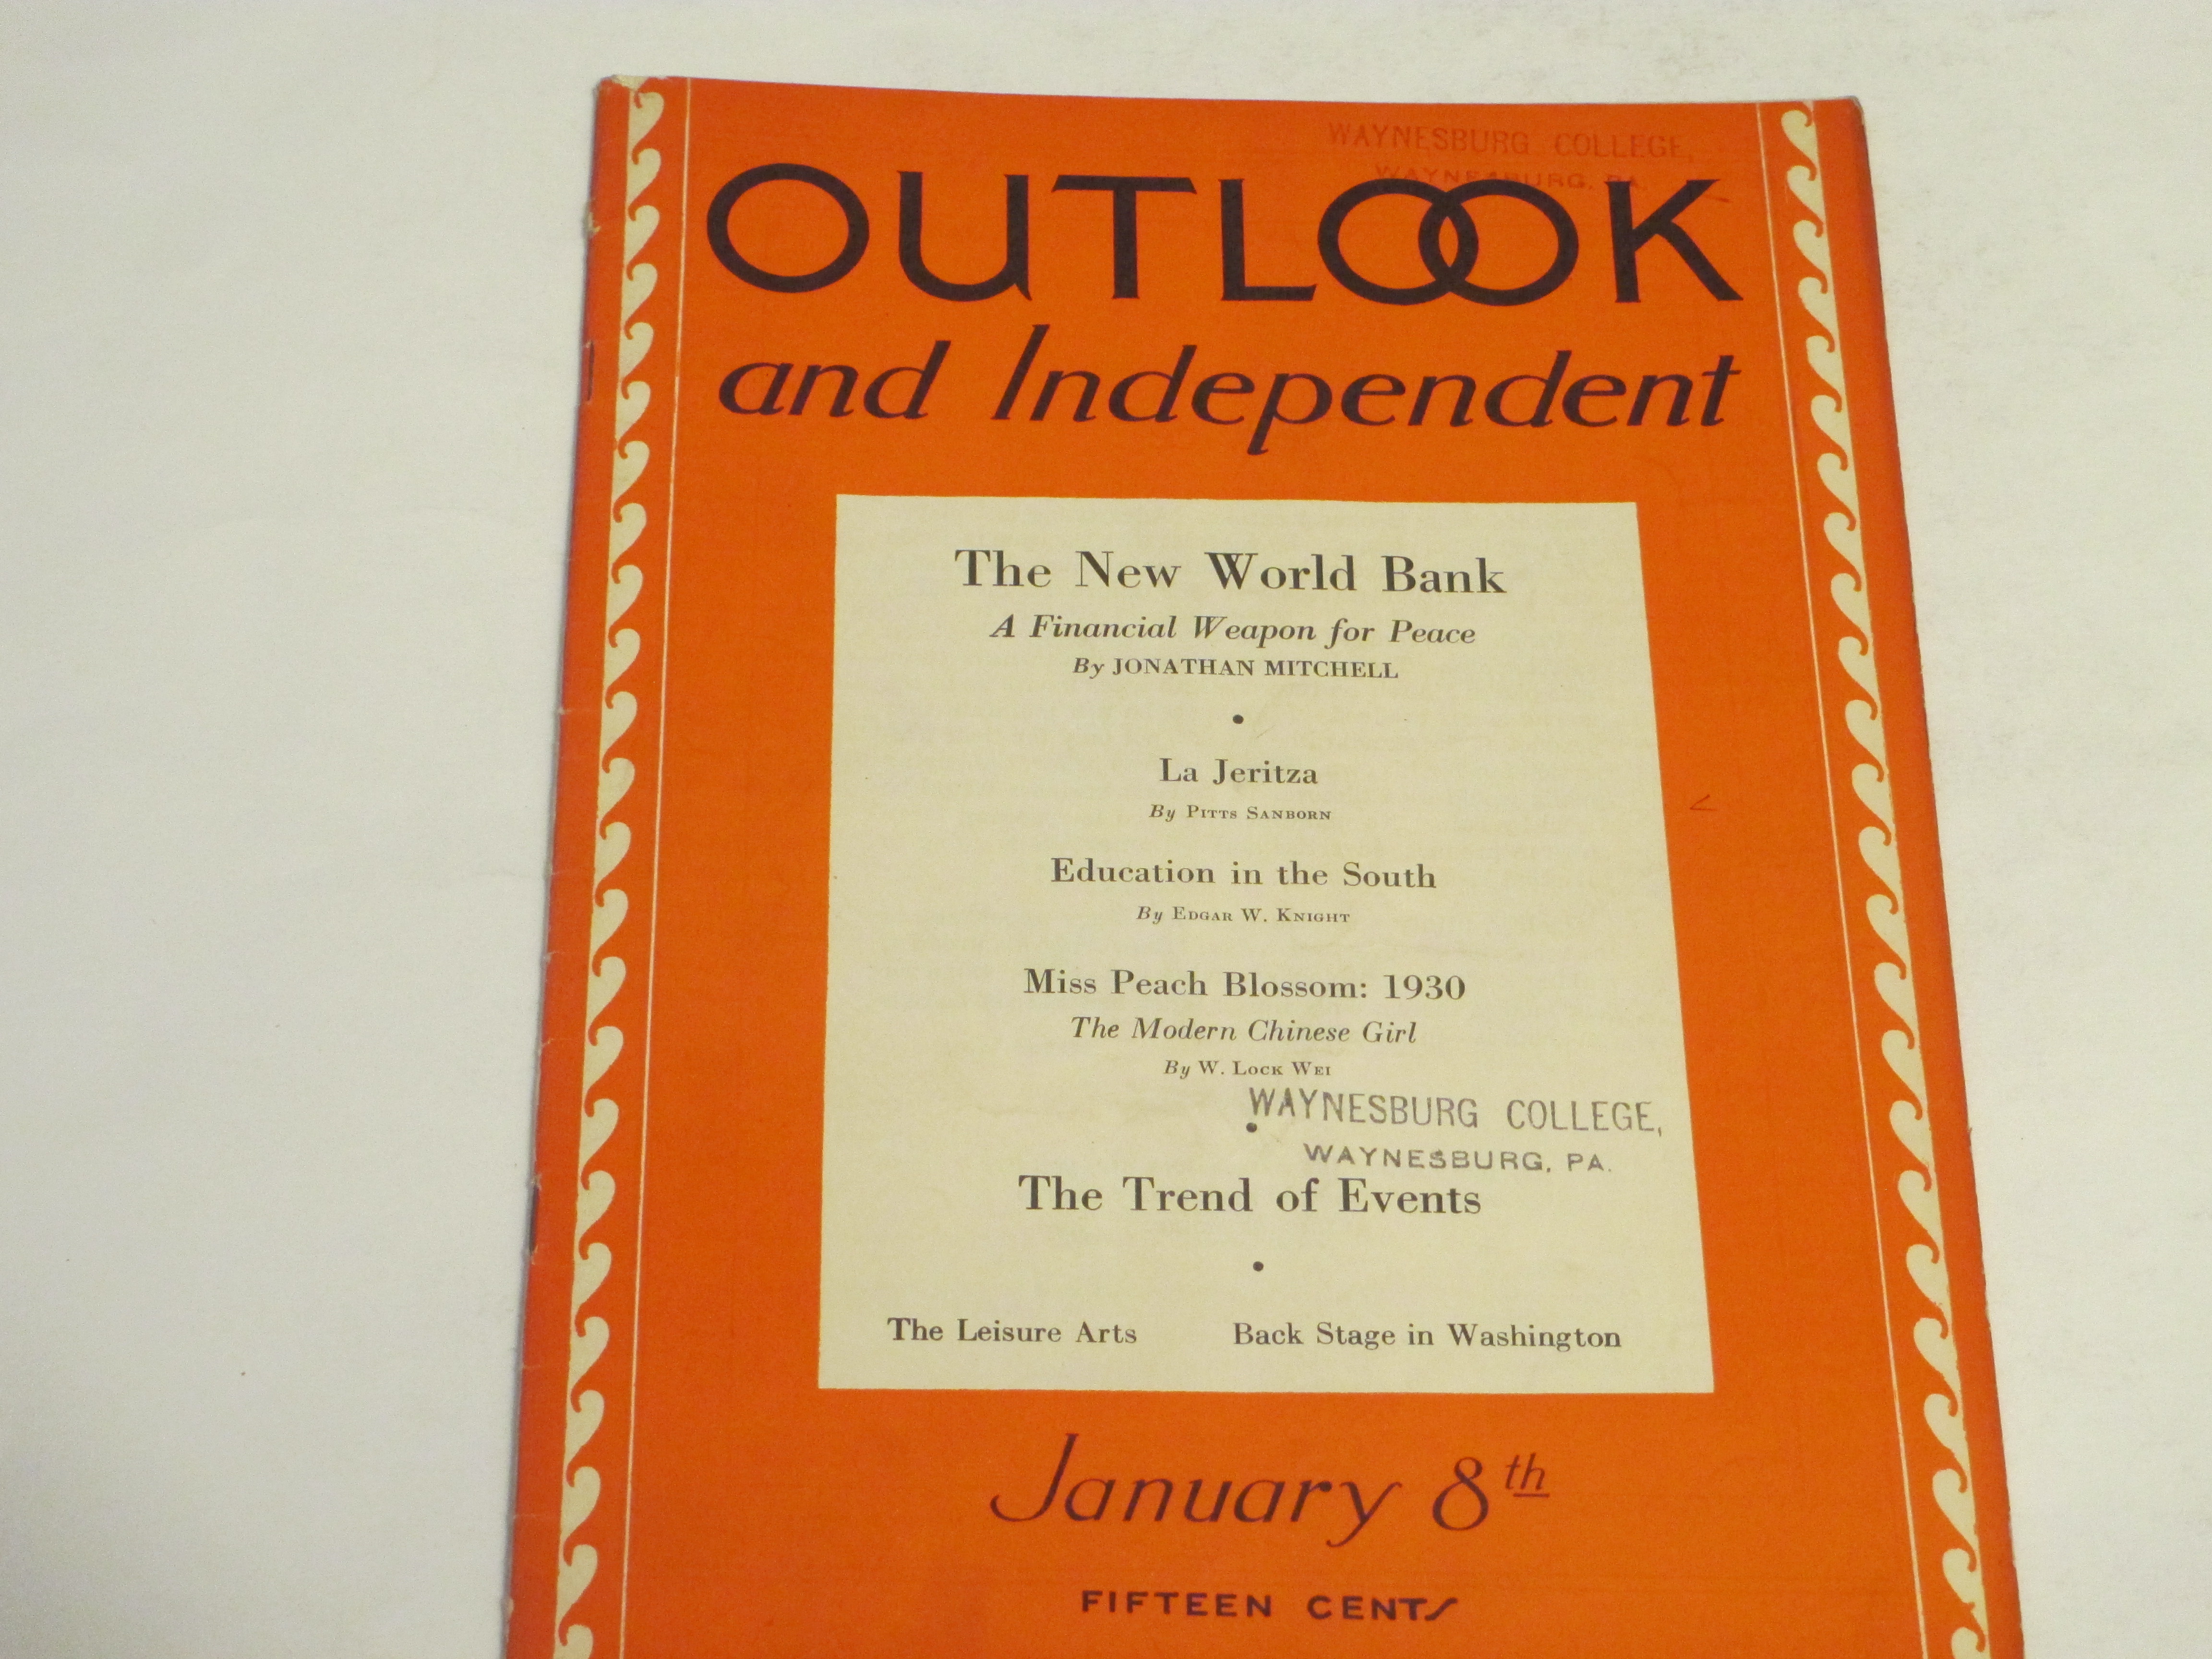 WAYNESBURG COLLEGE,
WAYNESBURG, PA.
OUTLOOK
and Independent
The New World Bank
A Financial Weapon for Peace
By JONATHAN MITCHELL
La Jeritza
By PITTS SANBORN
Education in the South
By EDGAR W. KNIGHT
Miss Peach Blossom: 1930
The Modern Chinese Girl
By W. LOCK WEI
WAYNESBURG COLLEGE,
WAYNESBURG, PA.
The Trend of Events
The Leisure Arts Back Stage in Washington
January 8th
FIFTEEN CENTS